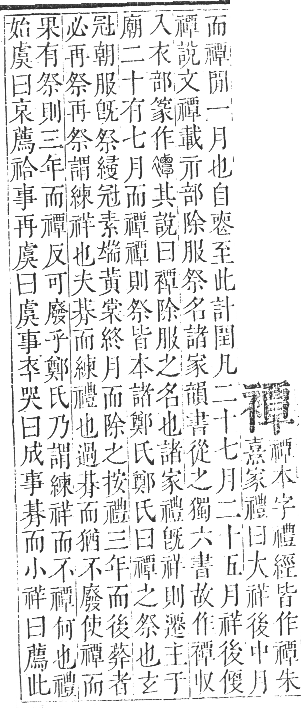 禫
禫本字禮經皆作禫朱
熹家禮曰大祥後中月
而禫閒一月也自喪至此計閏凡二十七月二十五月祥後便
禫說文禫載示部除服祭名諸家韻書從之獨六書故作禫收
入衣部篆作其說曰禫除服之名也諸家禮旣祥則遷主于
廟二十有七月而禫禫則祭皆本諸鄭氏鄭氏曰禫之祭也玄
冠朝服旣祭綅冠素端黃裳終月而除之按禮三年而後葬者
必再祭再祭謂練祥也夫朞而練禮也過朞而猶不廢使禫而
果有祭則三年而禫反可廢乎鄭氏乃謂練祥而不禫何也禮
始虞曰哀薦祫事再虞曰虞事卒哭曰成事朞而小祥曰薦此